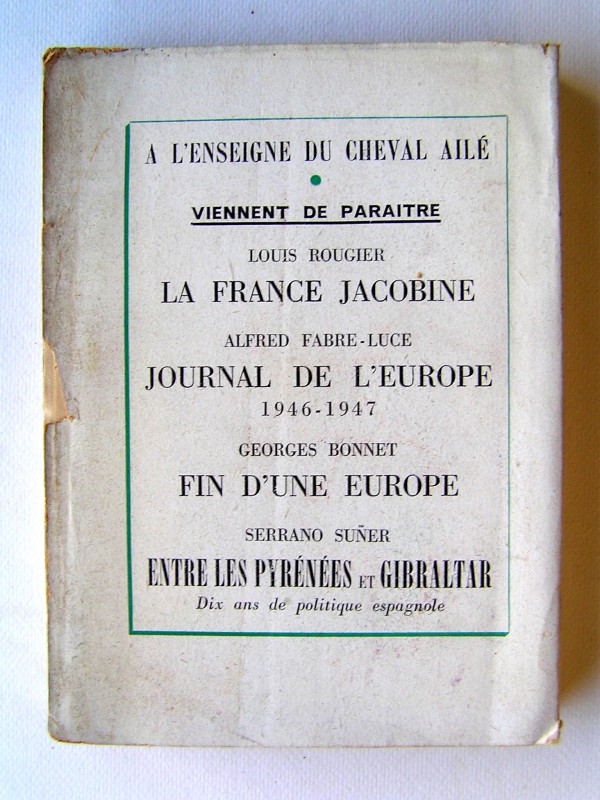 A L'ENSEIGNE DU CHEVAL AILÉ
VIENNENT DE PARAITRE
LOUIS ROUGIER
LA FRANCE JACOBINE
ALFRED FABRE-LUCE
JOURNAL DE L'EUROPE
1946-1947
GEORGES BONNET
FIN D'UNE EUROPE
SERRANO SUÑER
ENTRE LES PYRÉNÉES ET GIBRALTAR
Dix ans de politique espagnole